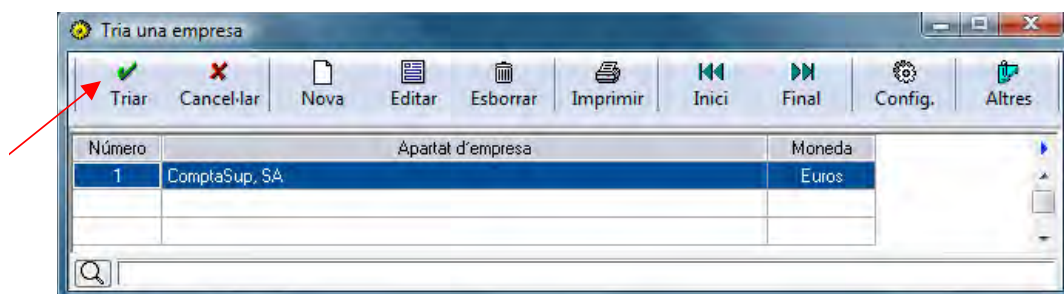 Tria una empresa
Triar Cancel·lar Nova Editar Esborrar Imprimir Inici Final Config. Altres
Número Apartat d'empresa Moneda
1 ComptaSup, SA Euros